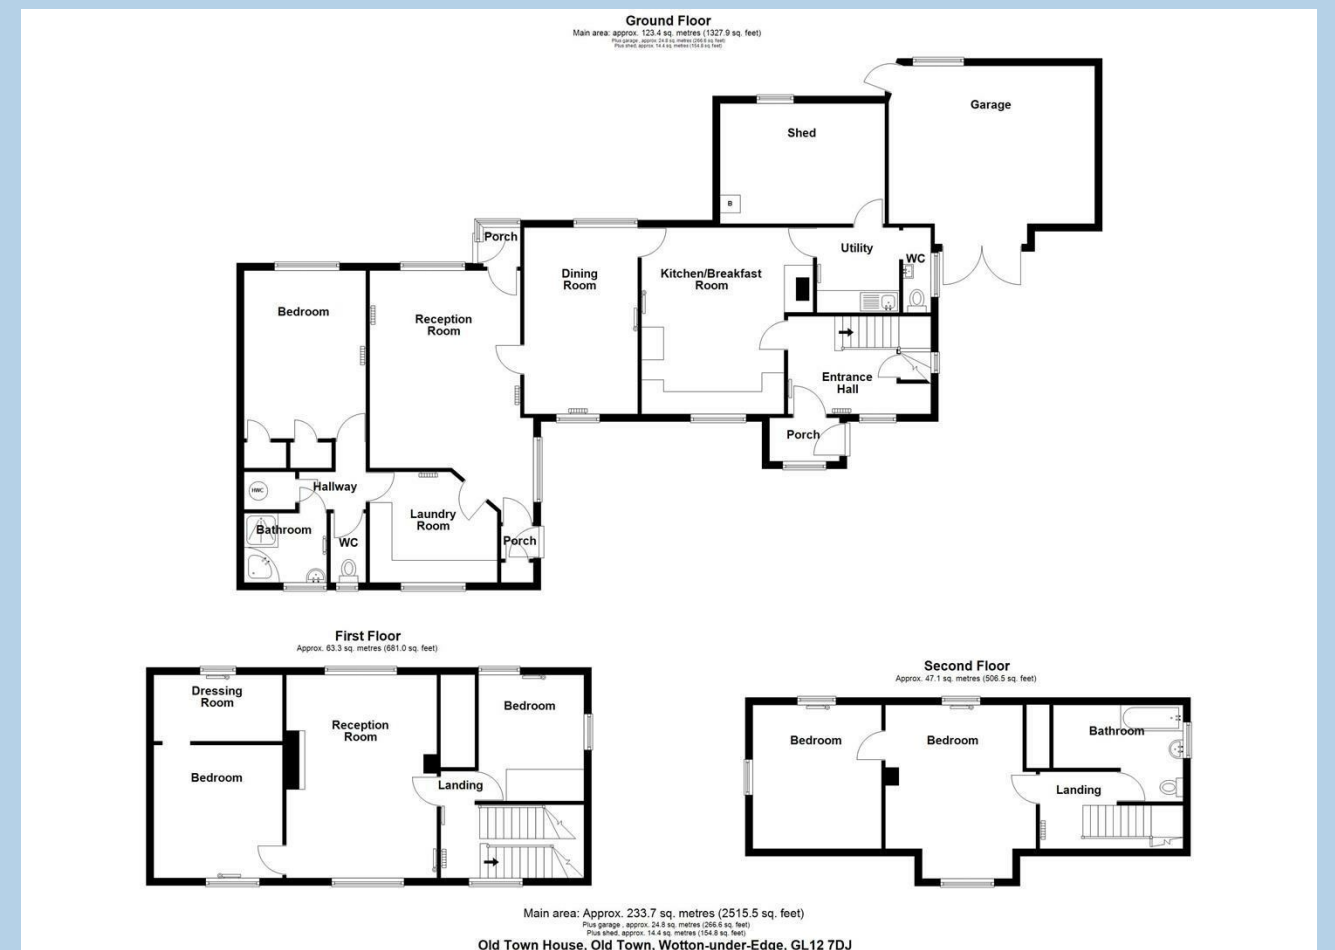 Ground Floor
Main area: approx. 123.4 sq. metres (1327.9 sq. feet)
Plus garage , approx. 24.8 sq. metres (266.6 sq. feet)
Plus shed, approx. 14.4 sq. metres (154.8 sq. feet)
Garage
Shed
B
Porch
Utility
WC
Dining
Room
Kitchen/Breakfast
Room
Bedroom
Reception
Room
Entrance
Hall
Porch
Hallway
HWC
Laundry
Room
Bathroom
WC
Porch
First Floor
Approx. 63.3 sq. metres (681.0 sq. feet)
Dressing
Room
Reception
Room
Bedroom
Bedroom
Landing
Second Floor
Approx. 47.1 sq. metres (506.5 sq. feet)
Bedroom
Bedroom
Bathroom
Landing
Main area: Approx. 233.7 sq. metres (2515.5 sq. feet)
Plus garage , approx. 24.8 sq. metres (266.6 sq. feet)
Plus shed, approx. 14.4 sq. metres (154.8 sq. feet)
Old Town House, Old Town, Wotton-under-Edge, GL12 7DJ